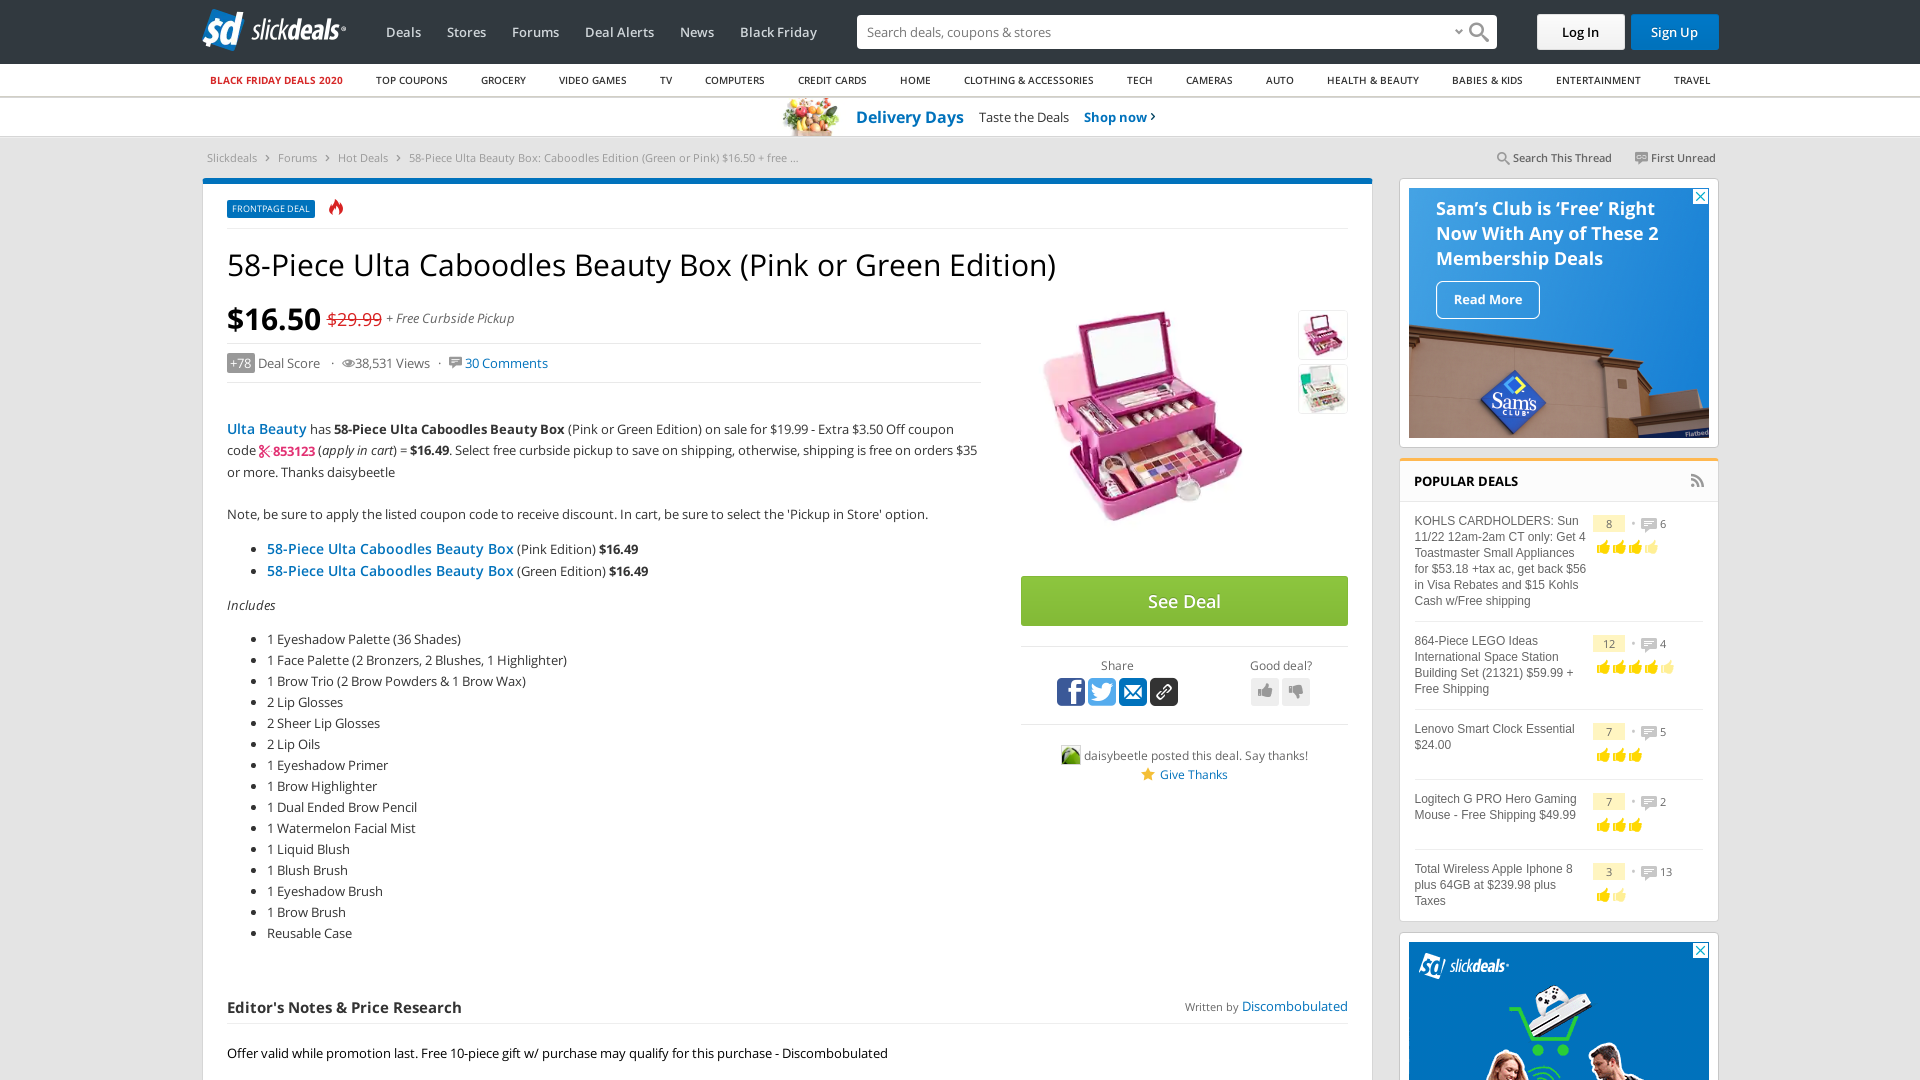 slickdeals
Deals
Stores
Forums
Deal Alerts
News
Black Friday
Search deals, coupons & stores
Log In
Sign Up
BLACK FRIDAY DEALS 2020
TOP COUPONS
GROCERY
VIDEO GAMES
TV
COMPUTERS
CREDIT CARDS
HOME
CLOTHING & ACCESSORIES
TECH
CAMERAS
AUTO
HEALTH & BEAUTY
BABIES & KIDS
ENTERTAINMENT
TRAVEL
Delivery Days Taste the Deals Shop now ›
Slickdeals › Forums › Hot Deals › 58-Piece Ulta Beauty Box: Caboodles Edition (Green or Pink) $16.50 + free ...
Search This Thread
First Unread
FRONTPAGE DEAL
58-Piece Ulta Caboodles Beauty Box (Pink or Green Edition)
$16.50 $29.99 + Free Curbside Pickup
+78 Deal Score · 38,531 Views · 30 Comments
Ulta Beauty has 58-Piece Ulta Caboodles Beauty Box (Pink or Green Edition) on sale for $19.99 - Extra $3.50 Off coupon
code 853123 (apply in cart) = $16.49. Select free curbside pickup to save on shipping, otherwise, shipping is free on orders $35
or more. Thanks daisybeetle
Note, be sure to apply the listed coupon code to receive discount. In cart, be sure to select the 'Pickup in Store' option.
58-Piece Ulta Caboodles Beauty Box (Pink Edition) $16.49
58-Piece Ulta Caboodles Beauty Box (Green Edition) $16.49
Includes
1 Eyeshadow Palette (36 Shades)
1 Face Palette (2 Bronzers, 2 Blushes, 1 Highlighter)
1 Brow Trio (2 Brow Powders & 1 Brow Wax)
2 Lip Glosses
2 Sheer Lip Glosses
2 Lip Oils
1 Eyeshadow Primer
1 Brow Highlighter
1 Dual Ended Brow Pencil
1 Watermelon Facial Mist
1 Liquid Blush
1 Blush Brush
1 Eyeshadow Brush
1 Brow Brush
Reusable Case
See Deal
Share
Good deal?
daisybeetle posted this deal. Say thanks!
Give Thanks
Editor's Notes & Price Research
Written by Discombobulated
Offer valid while promotion last. Free 10-piece gift w/ purchase may qualify for this purchase - Discombobulated
Sam's Club is 'Free' Right
Now With Any of These 2
Membership Deals
Read More
Sam's
CLUB
Flatbed
POPULAR DEALS
KOHLS CARDHOLDERS: Sun
11/22 12am-2am CT only: Get 4
Toastmaster Small Appliances
for $53.18 +tax ac, get back $56
in Visa Rebates and $15 Kohls
Cash w/Free shipping
8 • 6
864-Piece LEGO Ideas
International Space Station
Building Set (21321) $59.99 +
Free Shipping
12 • 4
Lenovo Smart Clock Essential
$24.00
7 • 5
Logitech G PRO Hero Gaming
Mouse - Free Shipping $49.99
7 • 2
Total Wireless Apple Iphone 8
plus 64GB at $239.98 plus
Taxes
3 • 13
slickdeals